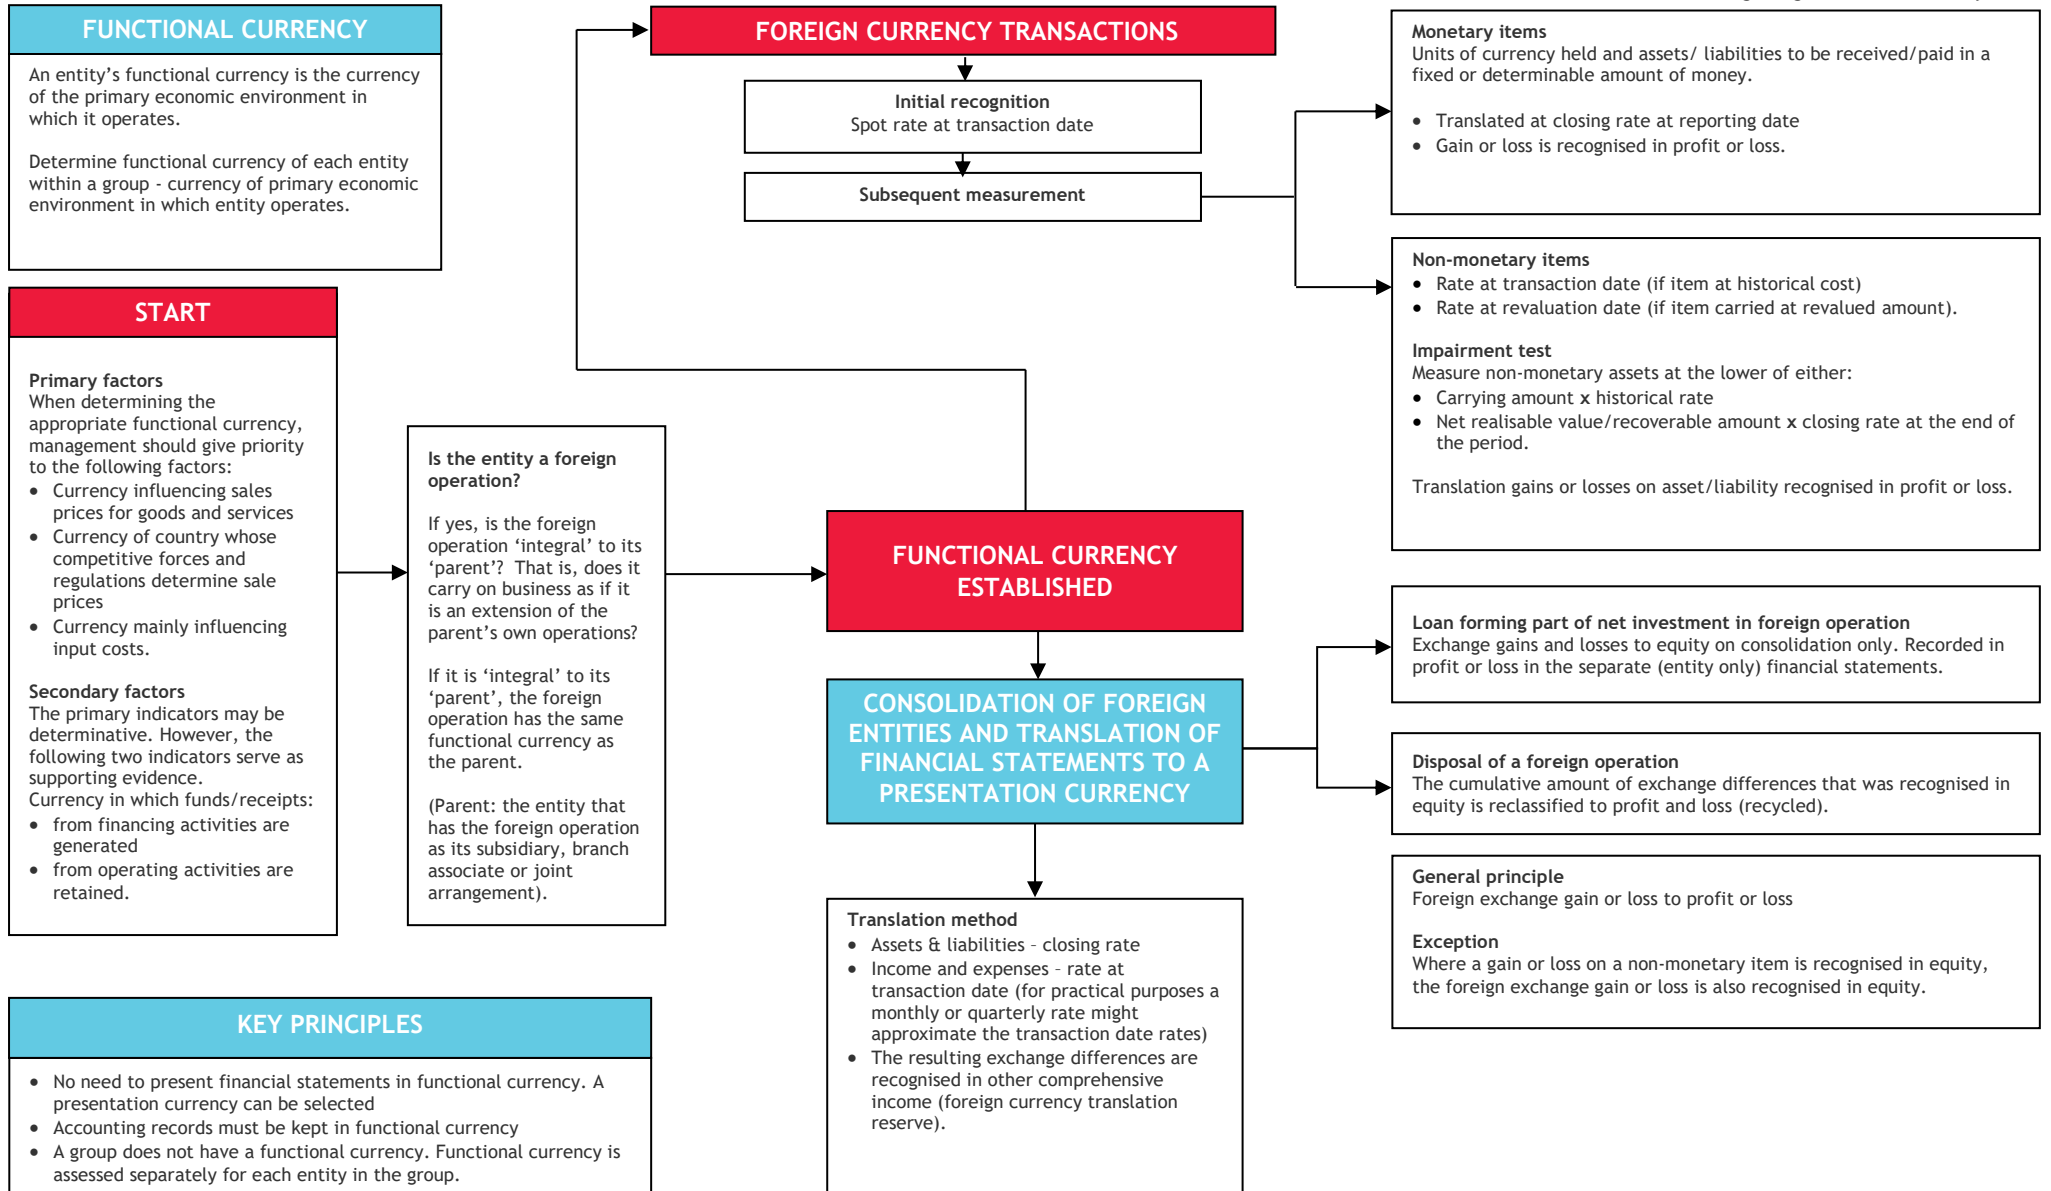 FUNCTIONAL CURRENCY
An entity’s functional currency is the currency
of the primary economic environment in
which it operates.
Determine functional currency of each entity
within a group - currency of primary economic
environment in which entity operates.
START
Primary factors
When determining the
appropriate functional currency,
management should give priority
to the following factors:
• Currency influencing sales
prices for goods and services
• Currency of country whose
competitive forces and
regulations determine sale
prices
• Currency mainly influencing
input costs.
Secondary factors
The primary indicators may be
determinative. However, the
following two indicators serve as
supporting evidence.
Currency in which funds/receipts:
• from financing activities are
generated
• from operating activities are
retained.
Is the entity a foreign
operation?
If yes, is the foreign
operation ‘integral’ to its
‘parent’? That is, does it
carry on business as if it
is an extension of the
parent’s own operations?
If it is ‘integral’ to its
‘parent’, the foreign
operation has the same
functional currency as
the parent.
(Parent: the entity that
has the foreign operation
as its subsidiary, branch
associate or joint
arrangement).
KEY PRINCIPLES
• No need to present financial statements in functional currency. A
presentation currency can be selected
• Accounting records must be kept in functional currency
• A group does not have a functional currency. Functional currency is
assessed separately for each entity in the group.
FOREIGN CURRENCY TRANSACTIONS
Initial recognition
Spot rate at transaction date
Subsequent measurement
FUNCTIONAL CURRENCY
ESTABLISHED
CONSOLIDATION OF FOREIGN
ENTITIES AND TRANSLATION OF
FINANCIAL STATEMENTS TO A
PRESENTATION CURRENCY
Translation method
• Assets & liabilities – closing rate
• Income and expenses – rate at
transaction date (for practical purposes a
monthly or quarterly rate might
approximate the transaction date rates)
• The resulting exchange differences are
recognised in other comprehensive
income (foreign currency translation
reserve).
Monetary items
Units of currency held and assets/ liabilities to be received/paid in a
fixed or determinable amount of money.
• Translated at closing rate at reporting date
• Gain or loss is recognised in profit or loss.
Non-monetary items
• Rate at transaction date (if item at historical cost)
• Rate at revaluation date (if item carried at revalued amount).
Impairment test
Measure non-monetary assets at the lower of either:
• Carrying amount x historical rate
• Net realisable value/recoverable amount x closing rate at the end of
the period.
Translation gains or losses on asset/liability recognised in profit or loss.
Loan forming part of net investment in foreign operation
Exchange gains and losses to equity on consolidation only. Recorded in
profit or loss in the separate (entity only) financial statements.
Disposal of a foreign operation
The cumulative amount of exchange differences that was recognised in
equity is reclassified to profit and loss (recycled).
General principle
Foreign exchange gain or loss to profit or loss
Exception
Where a gain or loss on a non-monetary item is recognised in equity,
the foreign exchange gain or loss is also recognised in equity.